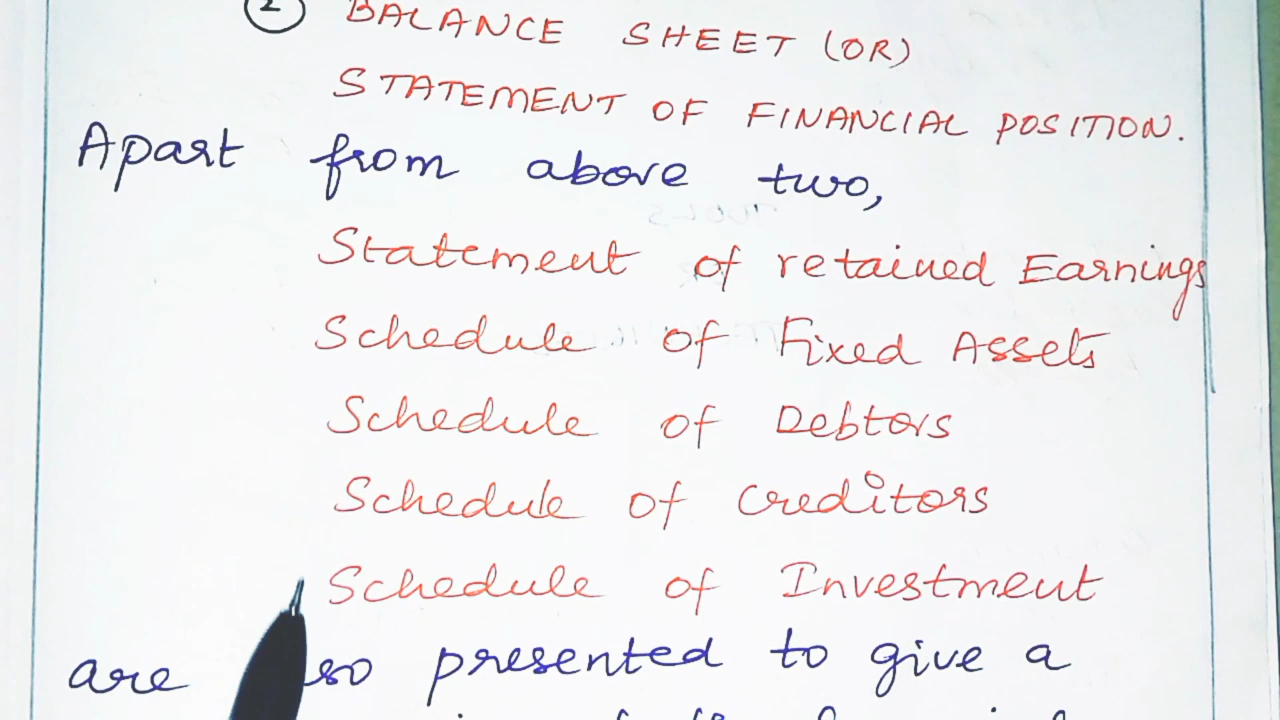 2 BALANCE SHEET (OR)
STATEMENT OF FINANCIAL POSITION.
Apart from above two,
Statement of retained Earnings
Schedule of Fixed Assets
Schedule of Debtors
Schedule of Creditors
Schedule of Investment
are so presented to give a